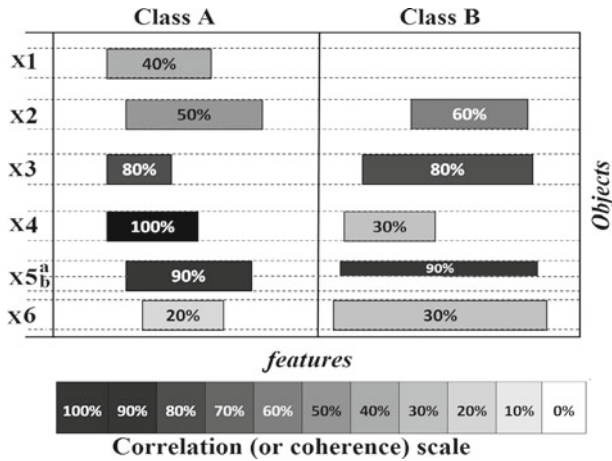 Class A Class B
x1 40%
x2 50% 60%
x3 80% 80%
x4 100% 30%
x5 a b 90% 90%
x6 20% 30%
Objects
features
100% 90% 80% 70% 60% 50% 40% 30% 20% 10% 0%
Correlation (or coherence) scale